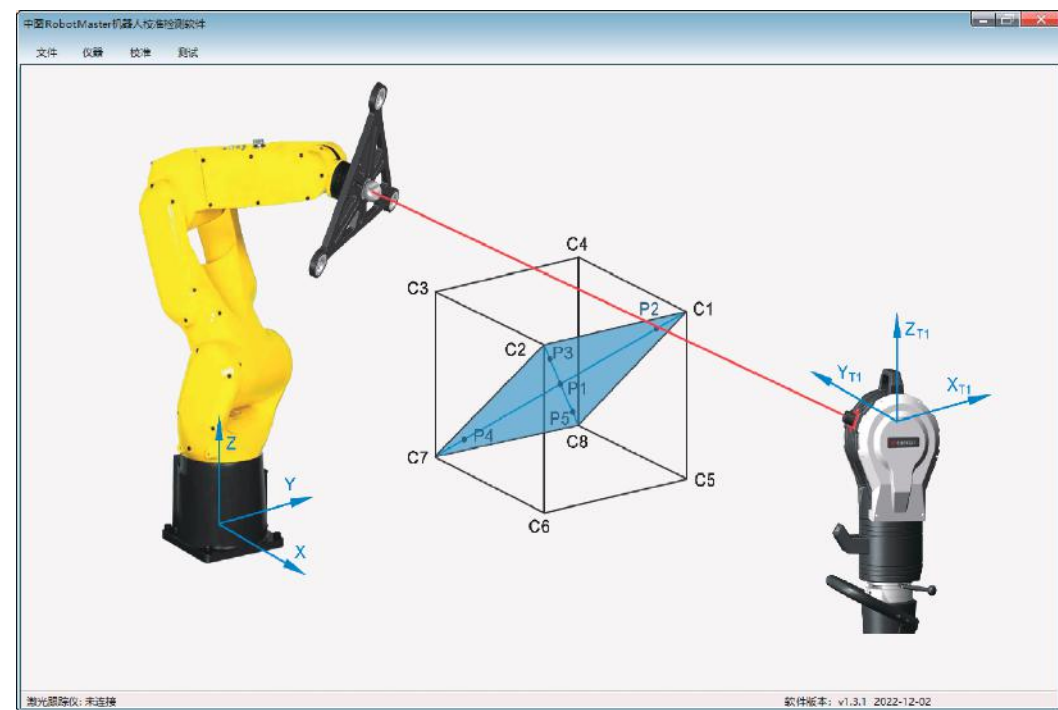 中图RobotMaster机器人校准检测软件
文件 仪器 校准 测试
C4
C3
P2
C1
C2
P3
P1
P5
P4
C8
C7
C5
C6
Z
Y
X
ZT1
YT1
XT1
激光跟踪仪: 未连接
软件版本: v1.3.1 2022-12-02